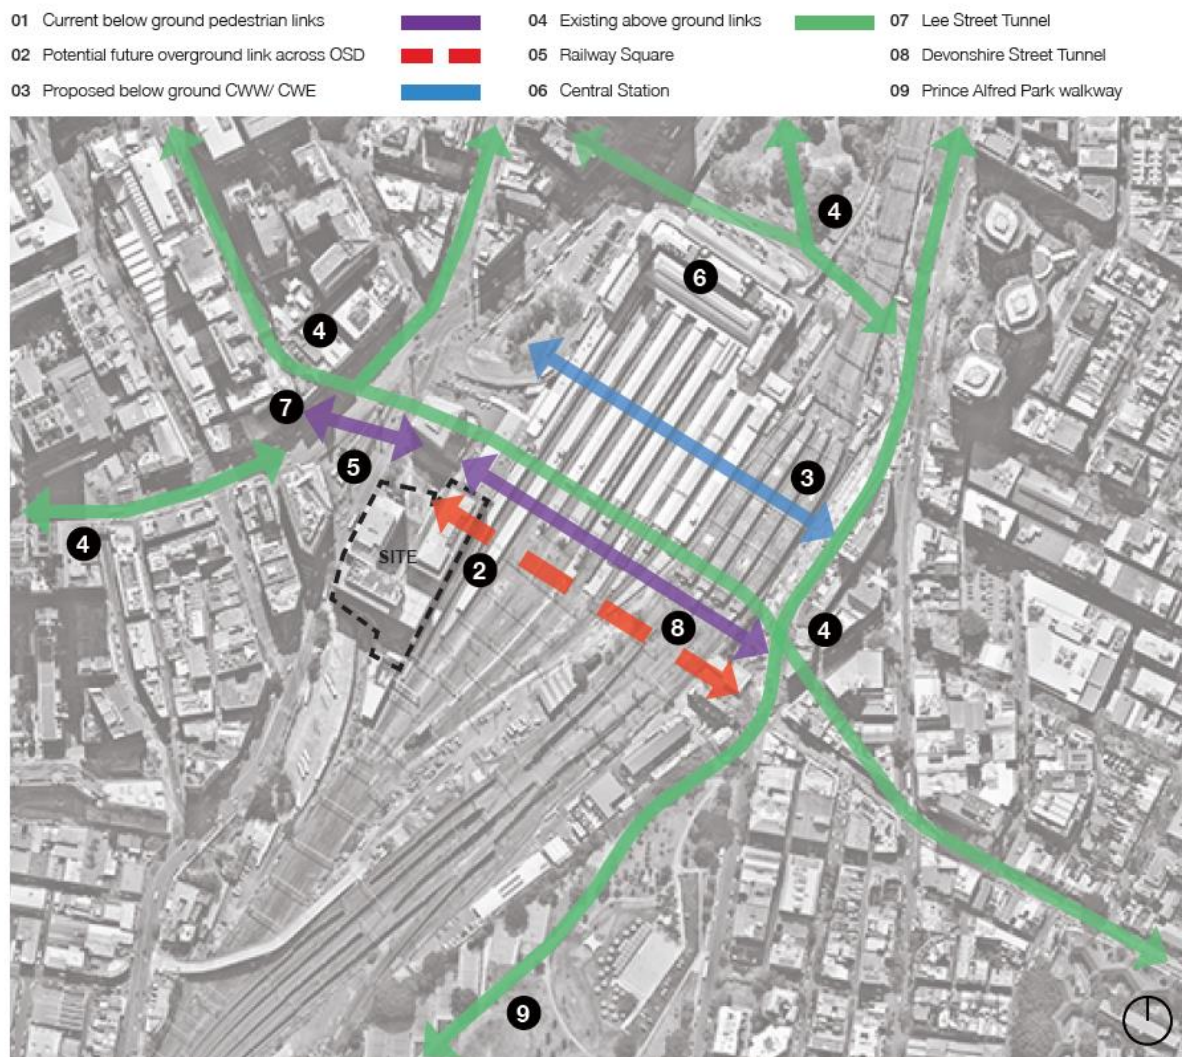 01 Current below ground pedestrian links
02 Potential future overground link across OSD
03 Proposed below ground CWW/ CWE
04 Existing above ground links
05 Railway Square
06 Central Station
07 Lee Street Tunnel
08 Devonshire Street Tunnel
09 Prince Alfred Park walkway
4
6
4
7
5
3
4
SITE
2
8
4
9